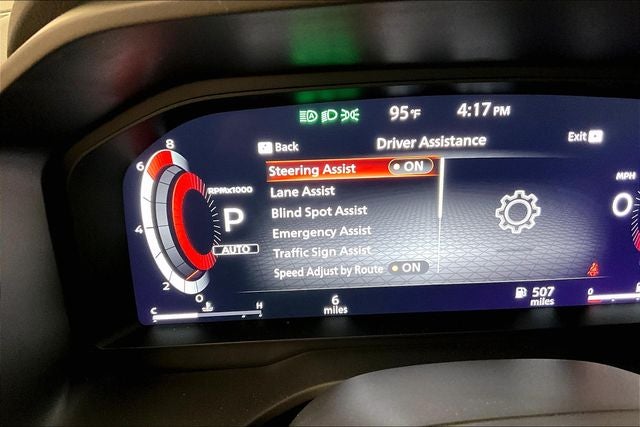 95°F 4:17 PM
Back Driver Assistance Exit
Steering Assist ON
Lane Assist
Blind Spot Assist
Emergency Assist
Traffic Sign Assist
Speed Adjust by Route ON
8
6
4
2
0
RPMx1000
P
AUTO
MPH
0
C H
6
miles
507
miles